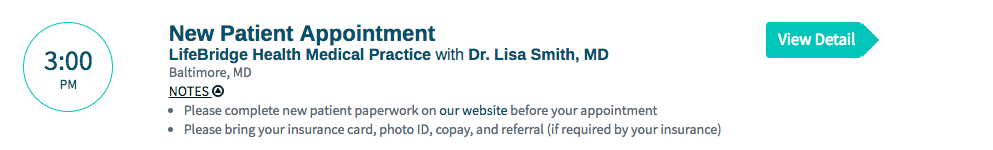 3:00
PM
New Patient Appointment
LifeBridge Health Medical Practice with Dr. Lisa Smith, MD
Baltimore, MD
NOTES
• Please complete new patient paperwork on our website before your appointment
• Please bring your insurance card, photo ID, copay, and referral (if required by your insurance)
View Detail